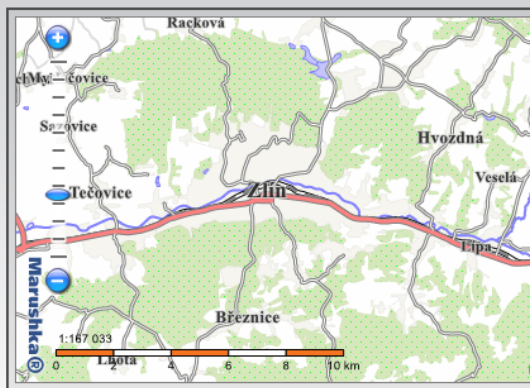 Racková
Sazovice
Hvozdná
Veselá
Tečovice
Zlín
Lípa
Březnice
Lhota
1:167 033
0 2 4 6 8 10 km
Marushka®